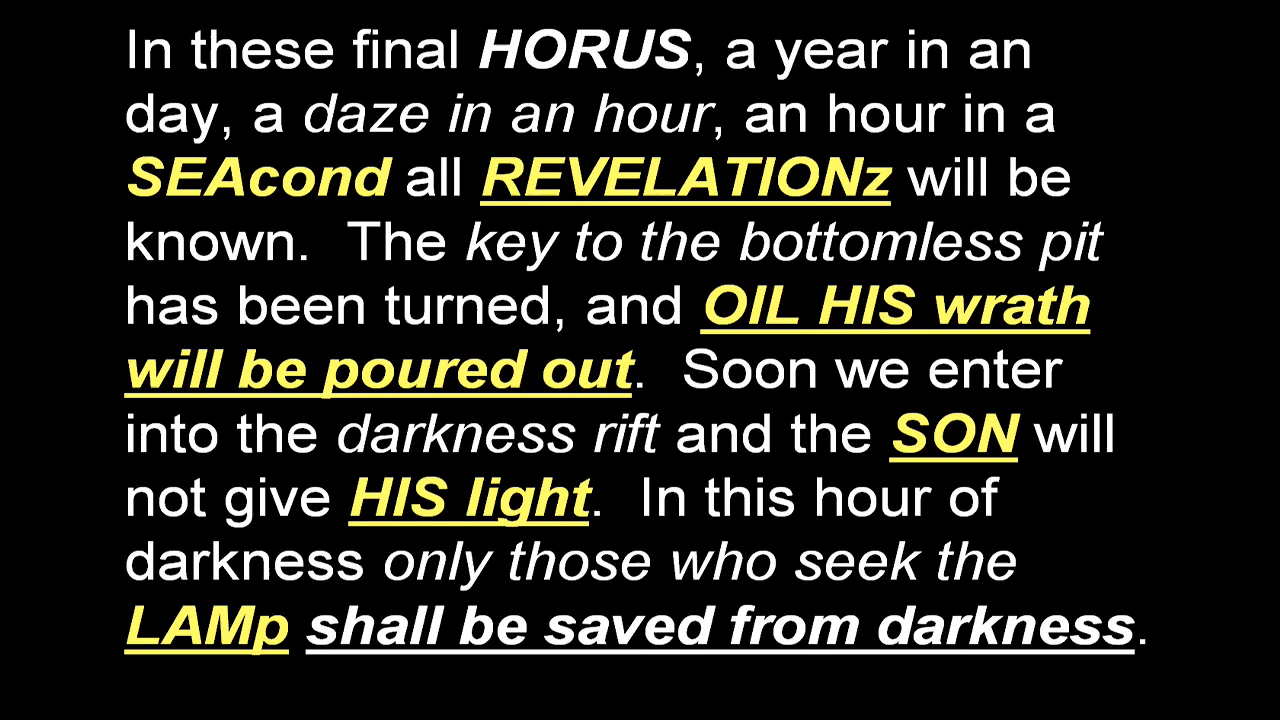 In these final HORUS, a year in an
day, a daze in an hour, an hour in a
SEAcond all REVELATIONz will be
known. The key to the bottomless pit
has been turned, and OIL HIS wrath
will be poured out. Soon we enter
into the darkness rift and the SON will
not give HIS light. In this hour of
darkness only those who seek the
LAMp shall be saved from darkness.